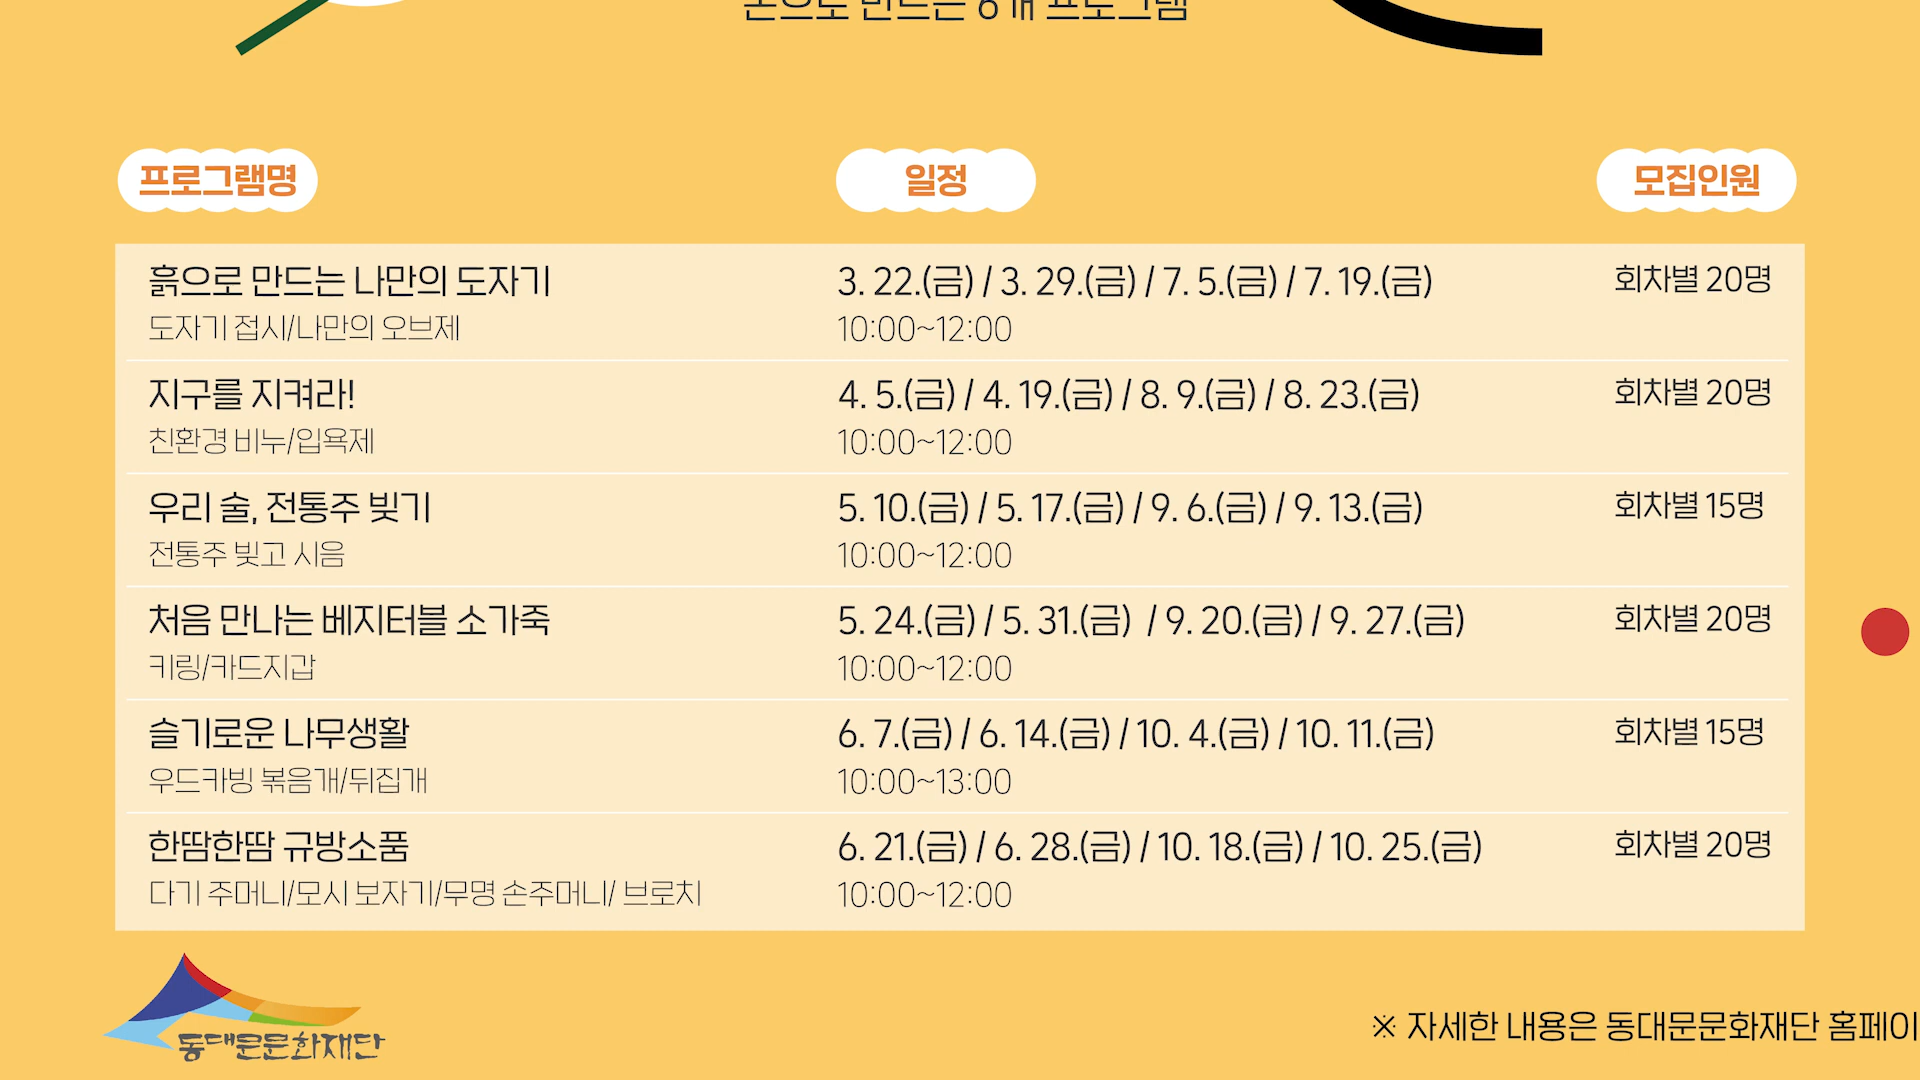 손으로 만드는 6개 프로그램
프로그램명
일정
모집인원
흙으로 만드는 나만의 도자기
3. 22.(금) / 3. 29.(금) / 7. 5.(금) / 7. 19.(금)
회차별 20명
도자기 접시/나만의 오브제
10:00~12:00
지구를 지켜라!
4. 5.(금) / 4. 19.(금) / 8. 9.(금) / 8. 23.(금)
회차별 20명
친환경 비누/입욕제
10:00~12:00
우리 술, 전통주 빚기
5. 10.(금) / 5. 17.(금) / 9. 6.(금) / 9. 13.(금)
회차별 15명
전통주 빚고 시음
10:00~12:00
처음 만나는 베지터블 소가죽
5. 24.(금) / 5. 31.(금) / 9. 20.(금) / 9. 27.(금)
회차별 20명
키링/카드지갑
10:00~12:00
슬기로운 나무생활
6. 7.(금) / 6. 14.(금) / 10. 4.(금) / 10. 11.(금)
회차별 15명
우드카빙 볶음개/뒤집개
10:00~13:00
한땀한땀 규방소품
6. 21.(금) / 6. 28.(금) / 10. 18.(금) / 10. 25.(금)
회차별 20명
다기 주머니/모시 보자기/무명 손주머니/ 브로치
10:00~12:00
동대문문화재단
※ 자세한 내용은 동대문문화재단 홈페이